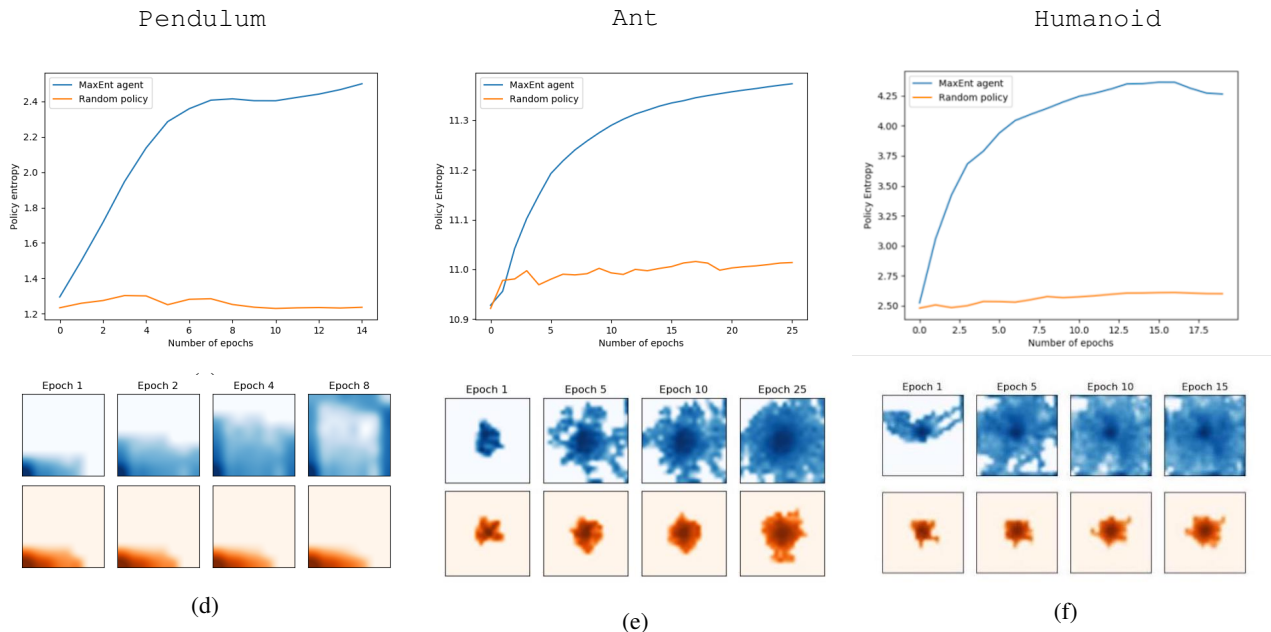 Pendulum
Ant
Humanoid
MaxEnt agent
Random policy
Policy entropy
2.4
2.2
2.0
1.8
1.6
1.4
1.2
0 2 4 6 8 10 12 14
Number of epochs
MaxEnt agent
Random policy
Policy Entropy
11.3
11.2
11.1
11.0
10.9
0 5 10 15 20 25
Number of epochs
MaxEnt agent
Random policy
Policy Entropy
4.25
4.00
3.75
3.50
3.25
3.00
2.75
2.50
0.0 2.5 5.0 7.5 10.0 12.5 15.0 17.5
Number of epochs
Epoch 1 Epoch 2 Epoch 4 Epoch 8
Epoch 1 Epoch 5 Epoch 10 Epoch 25
Epoch 1 Epoch 5 Epoch 10 Epoch 15
(d)
(e)
(f)